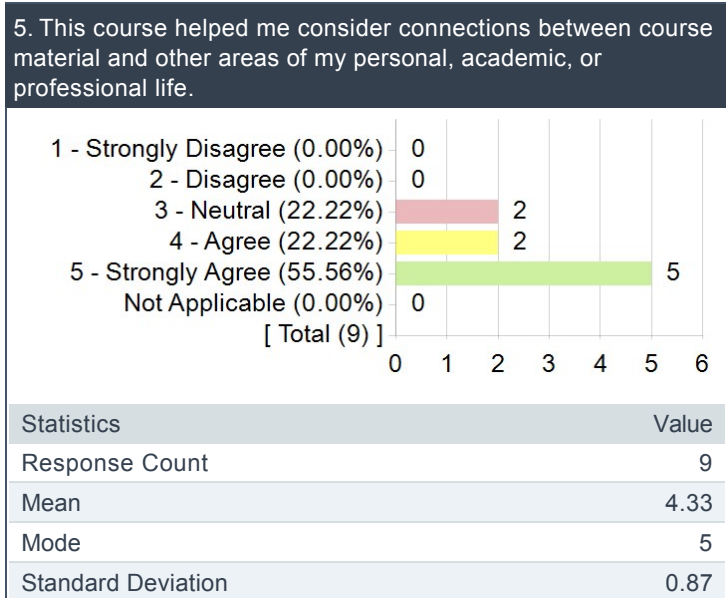 5. This course helped me consider connections between course
material and other areas of my personal, academic, or
professional life.
1 - Strongly Disagree (0.00%) 0
2 - Disagree (0.00%) 0
3 - Neutral (22.22%) 2
4 - Agree (22.22%) 2
5 - Strongly Agree (55.56%) 5
Not Applicable (0.00%) 0
[ Total (9) ]
0 1 2 3 4 5 6
Statistics Value
Response Count 9
Mean 4.33
Mode 5
Standard Deviation 0.87